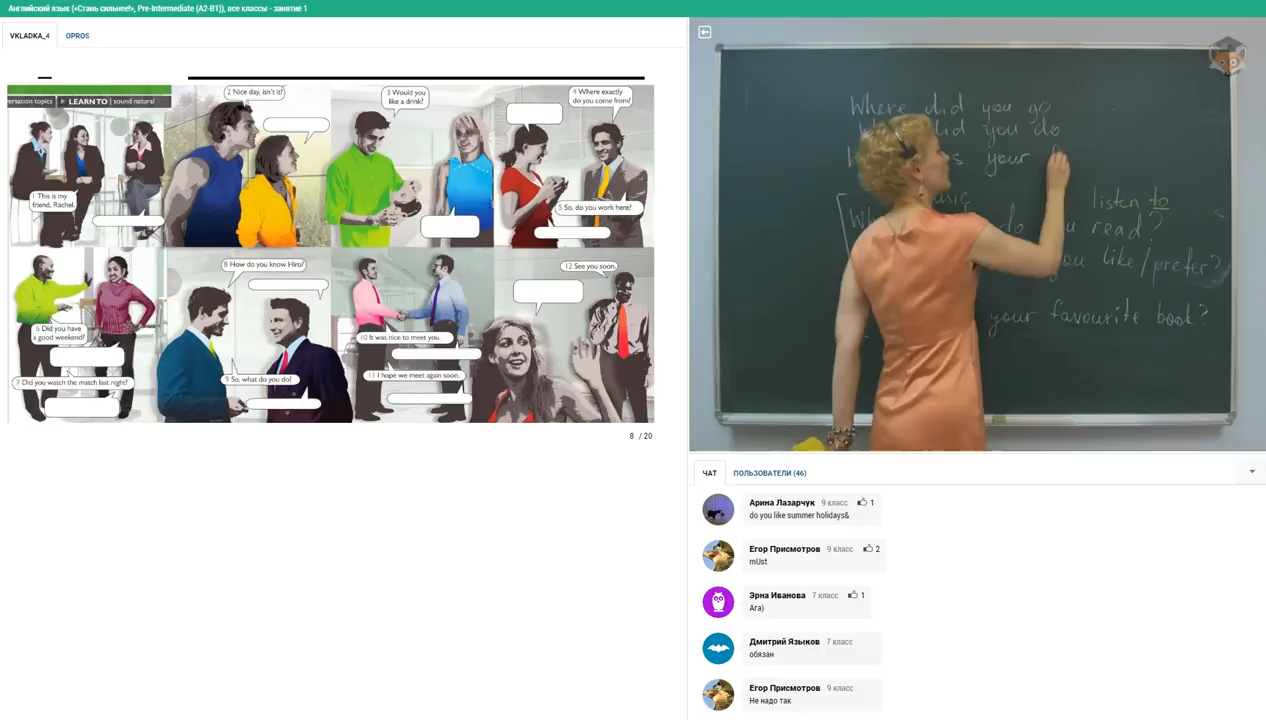 Английский язык («Стань сильнее!», Pre-Intermediate (A2-B1)), все классы - занятие 1
VKLADKA_4
OPROS
ersation topics | ► LEARN TO | sound natural
1 This is my
friend, Rachel.
2 Nice day, isn't it?
3 Would you
like a drink?
4 Where exactly
do you come from?
5 So, do you work here?
6 Did you have
a good weekend?
7 Did you watch the match last night?
8 How do you know Hiro?
9 So, what do you do?
10 It was nice to meet you.
11 I hope we meet again soon.
12 See you soon.
8 / 20
Where did you go
did you do
s your
listen to
do u read?
you like/prefer?
your favourite book?
ЧАТ
ПОЛЬЗОВАТЕЛИ (46)
Арина Лазарчук 9 класс 1
do you like summer holidays&
Егор Присмотров 9 класс 2
mUst
Эрна Иванова 7 класс 1
Ага)
Дмитрий Языков 7 класс
обязан
Егор Присмотров 9 класс
Не надо так